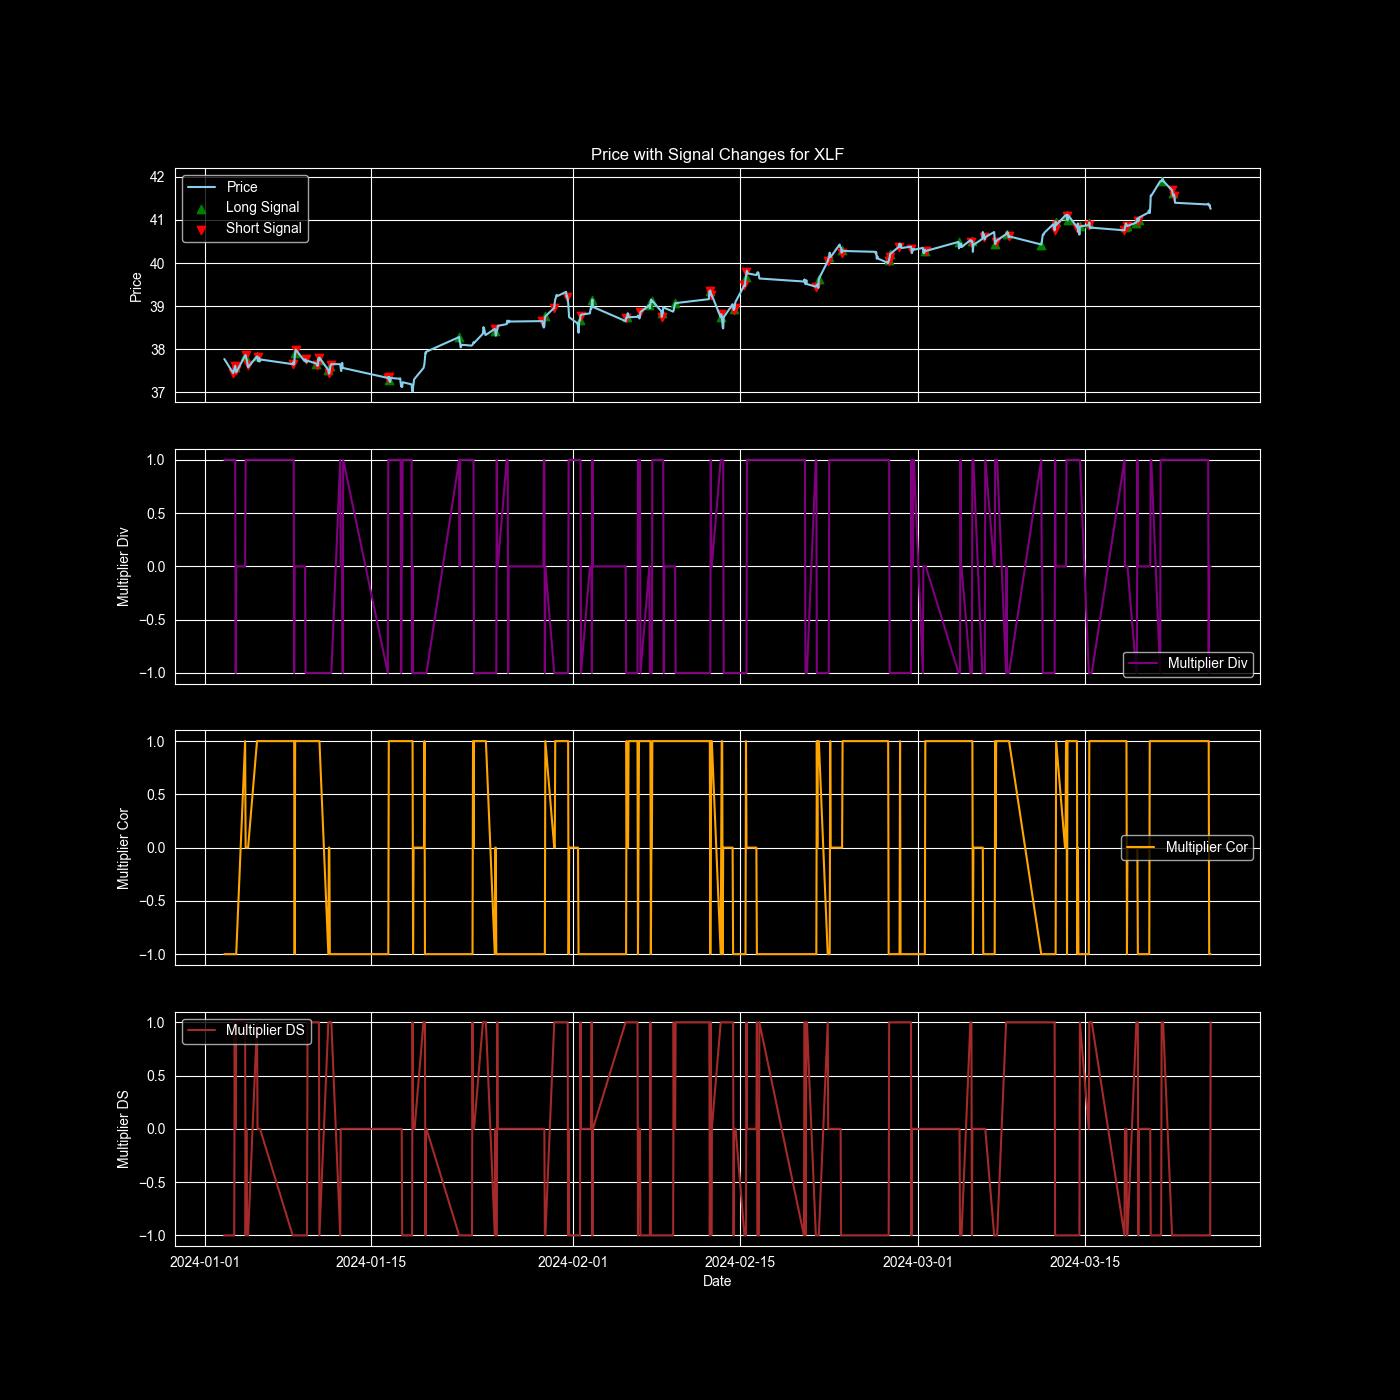 Price with Signal Changes for XLF
42
41
40
39
38
37
Price
Price
Long Signal
Short Signal
1.0
0.5
0.0
−0.5
−1.0
Multiplier Div
Multiplier Div
1.0
0.5
0.0
−0.5
−1.0
Multiplier Cor
Multiplier Cor
1.0
0.5
0.0
−0.5
−1.0
Multiplier DS
Multiplier DS
2024-01-01 2024-01-15 2024-02-01 2024-02-15 2024-03-01 2024-03-15
Date